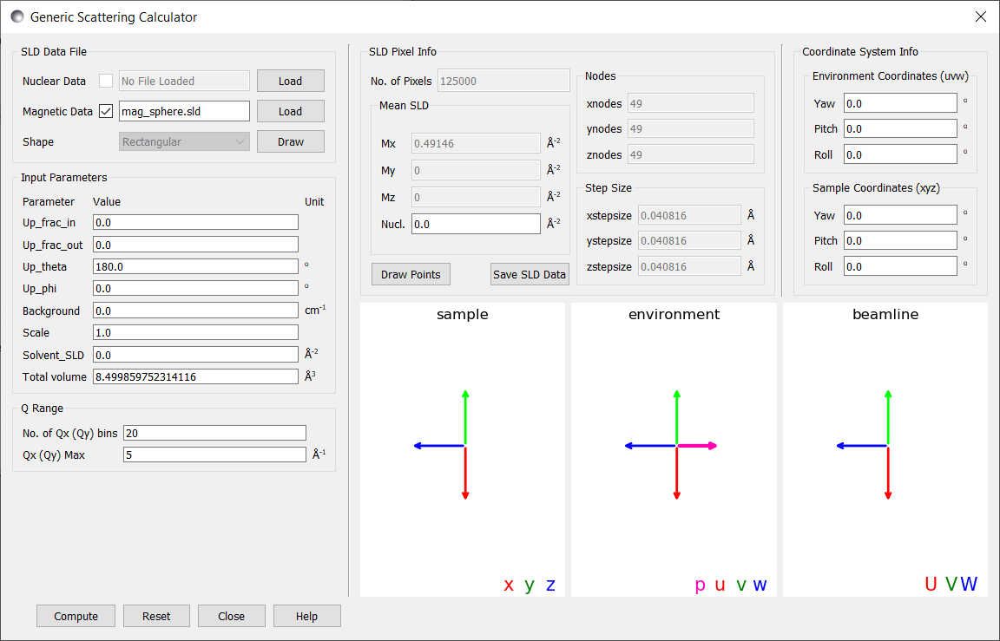 Generic Scattering Calculator
SLD Data File
Nuclear Data No File Loaded Load
Magnetic Data mag_sphere.sld Load
Shape Rectangular Draw
Input Parameters
Parameter Value Unit
Up_frac_in 0.0
Up_frac_out 0.0
Up_theta 180.0 º
Up_phi 0.0 º
Background 0.0 cm⁻¹
Scale 1.0
Solvent_SLD 0.0 Å⁻²
Total volume 8.499859752314116 Å³
Q Range
No. of Qx (Qy) bins 20
Qx (Qy) Max 5 Å⁻¹
Compute Reset Close Help
SLD Pixel Info
No. of Pixels 125000
Mean SLD
Mx 0.49146 Å⁻²
My 0 Å⁻²
Mz 0 Å⁻²
Nucl. 0.0 Å⁻²
Draw Points Save SLD Data
Nodes
xnodes 49
ynodes 49
znodes 49
Step Size
xstepsize 0.040816 Å
ystepsize 0.040816 Å
zstepsize 0.040816 Å
Coordinate System Info
Environment Coordinates (uvw)
Yaw 0.0 º
Pitch 0.0 º
Roll 0.0 º
Sample Coordinates (xyz)
Yaw 0.0 º
Pitch 0.0 º
Roll 0.0 º
sample
x y z
environment
p u v w
beamline
U V W